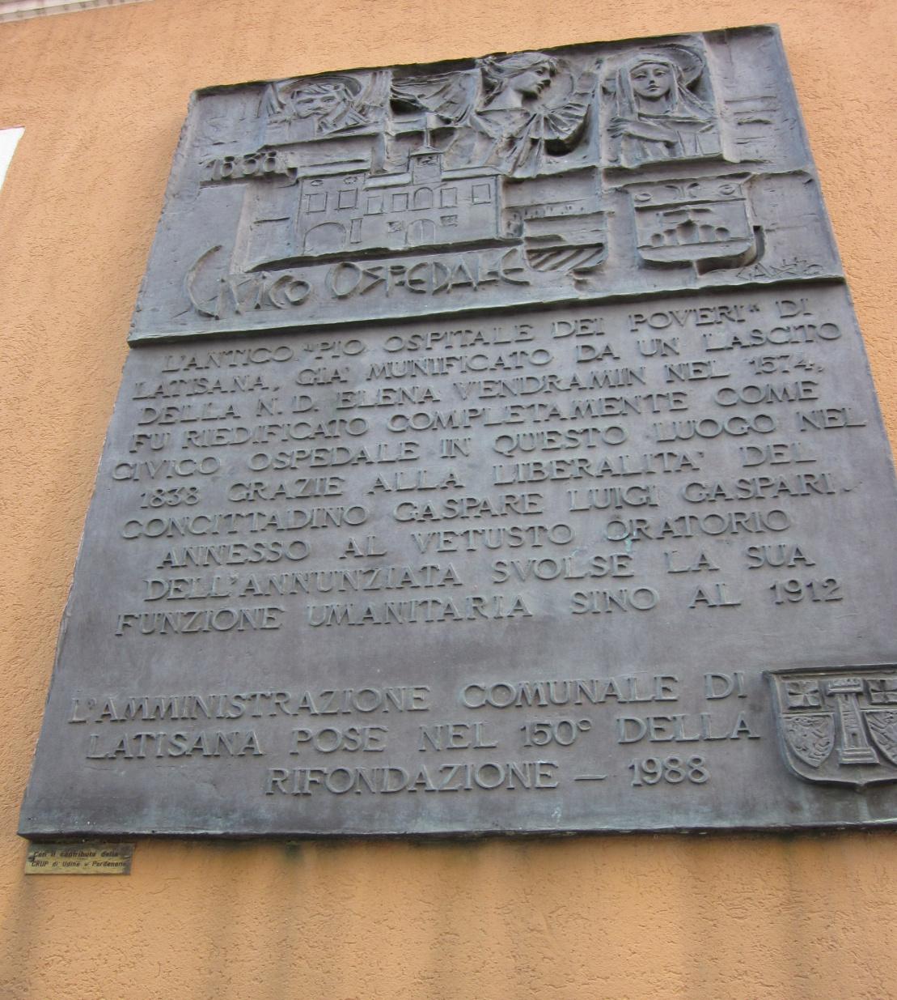 1838
CIVICO OSPEDALE
L'ANTICO "PIO OSPITALE DEI POVERI" DI
LATISANA, GIA' MUNIFICATO DA UN LASCITO
DELLA N. D. ELENA VENDRAMIN NEL 1574,
FU RIEDIFICATO COMPLETAMENTE COME
CIVICO OSPEDALE IN QUESTO LUOGO NEL
1838 GRAZIE ALLA LIBERALITA' DEL
CONCITTADINO GASPARE LUIGI GASPARI.
ANNESSO AL VETUSTO ORATORIO
DELL'ANNUNZIATA SVOLSE LA SUA
FUNZIONE UMANITARIA SINO AL 1912
L'AMMINISTRAZIONE COMUNALE DI
LATISANA POSE NEL 150° DELLA
RIFONDAZIONE – 1988
Con il contributo della
CRUP di Udine e Pordenone